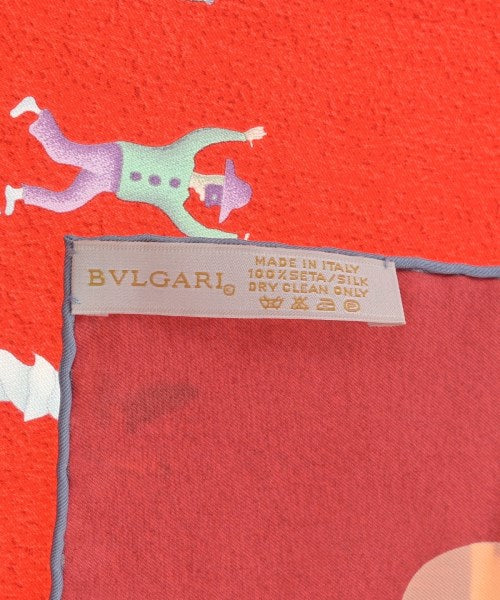 BVLGARI®
MADE IN ITALY
100%SETA/SILK
DRY CLEAN ONLY